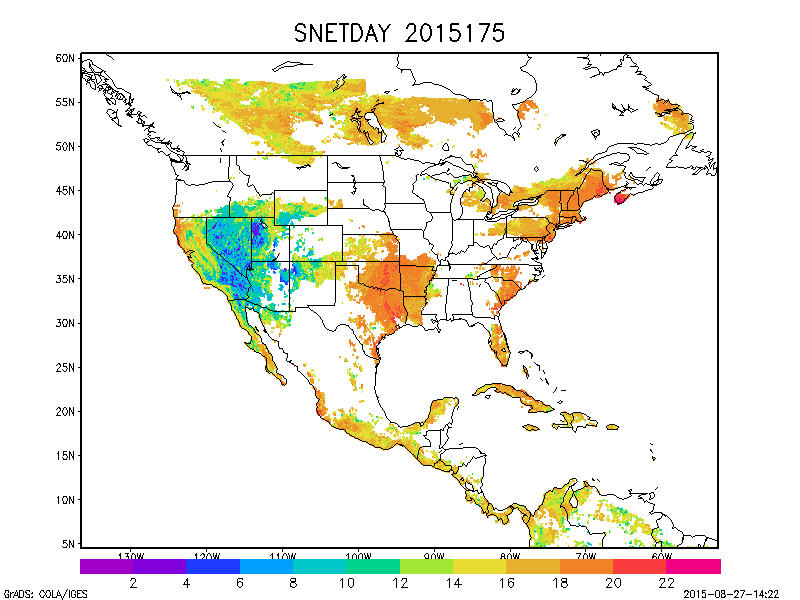 SNETDAY 2015175
60N
55N
50N
45N
40N
35N
30N
25N
20N
15N
10N
5N
130W 120W 110W 100W 90W 80W 70W 60W
2 4 6 8 10 12 14 16 18 20 22
GrADS: COLA/IGES 2015-08-27-14:22